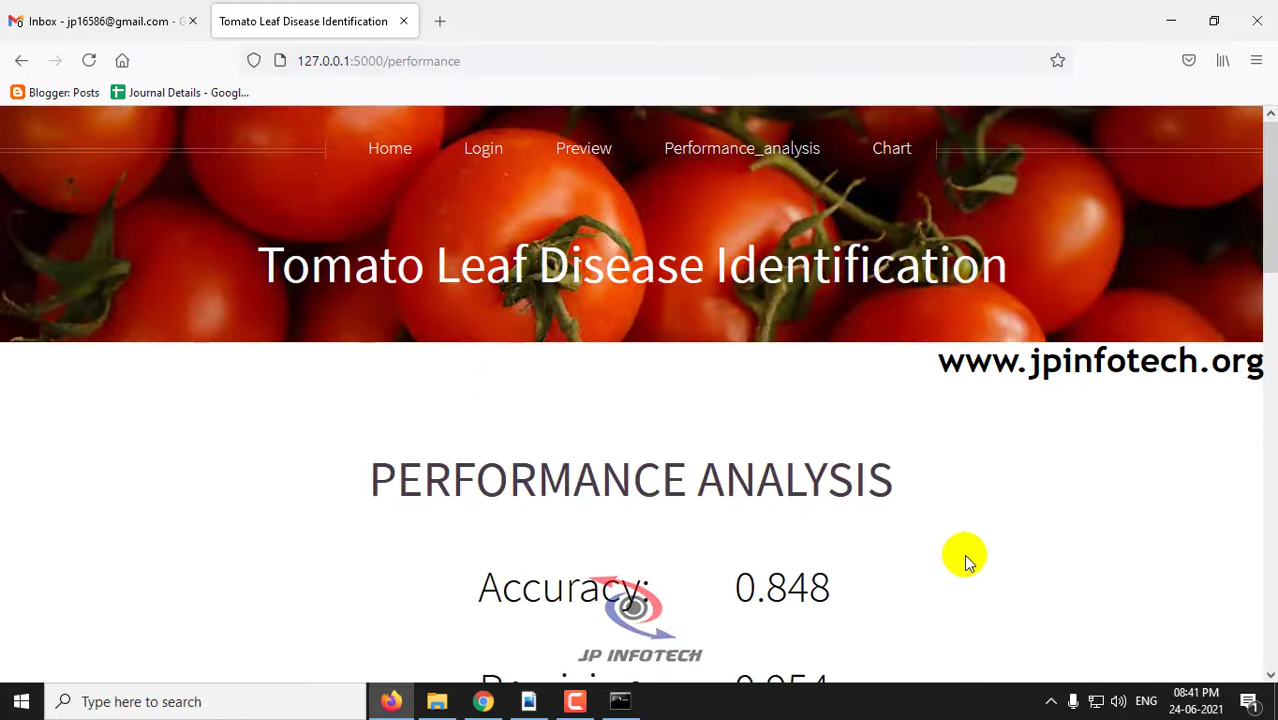 Inbox - jp16586@gmail.com - G
Tomato Leaf Disease Identification
127.0.0.1:5000/performance
Blogger: Posts
Journal Details - Googl...
Home
Login
Preview
Performance_analysis
Chart
Tomato Leaf Disease Identification
www.jpinfotech.org
PERFORMANCE ANALYSIS
Accuracy: 0.848
JP INFOTECH
Type here to search
ENG
08:41 PM
24-06-2021
1